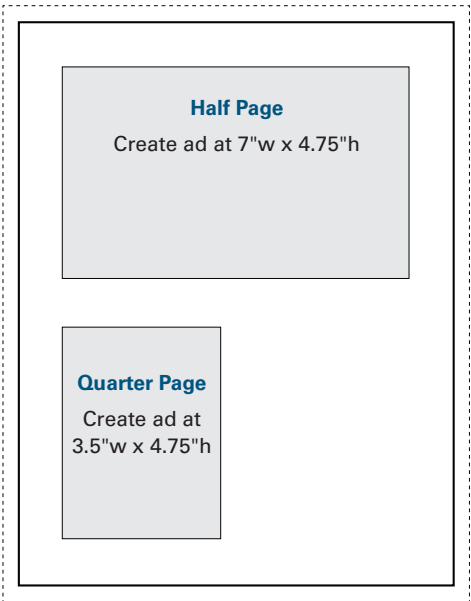 Half Page
Create ad at 7"w x 4.75"h
Quarter Page
Create ad at
3.5"w x 4.75"h